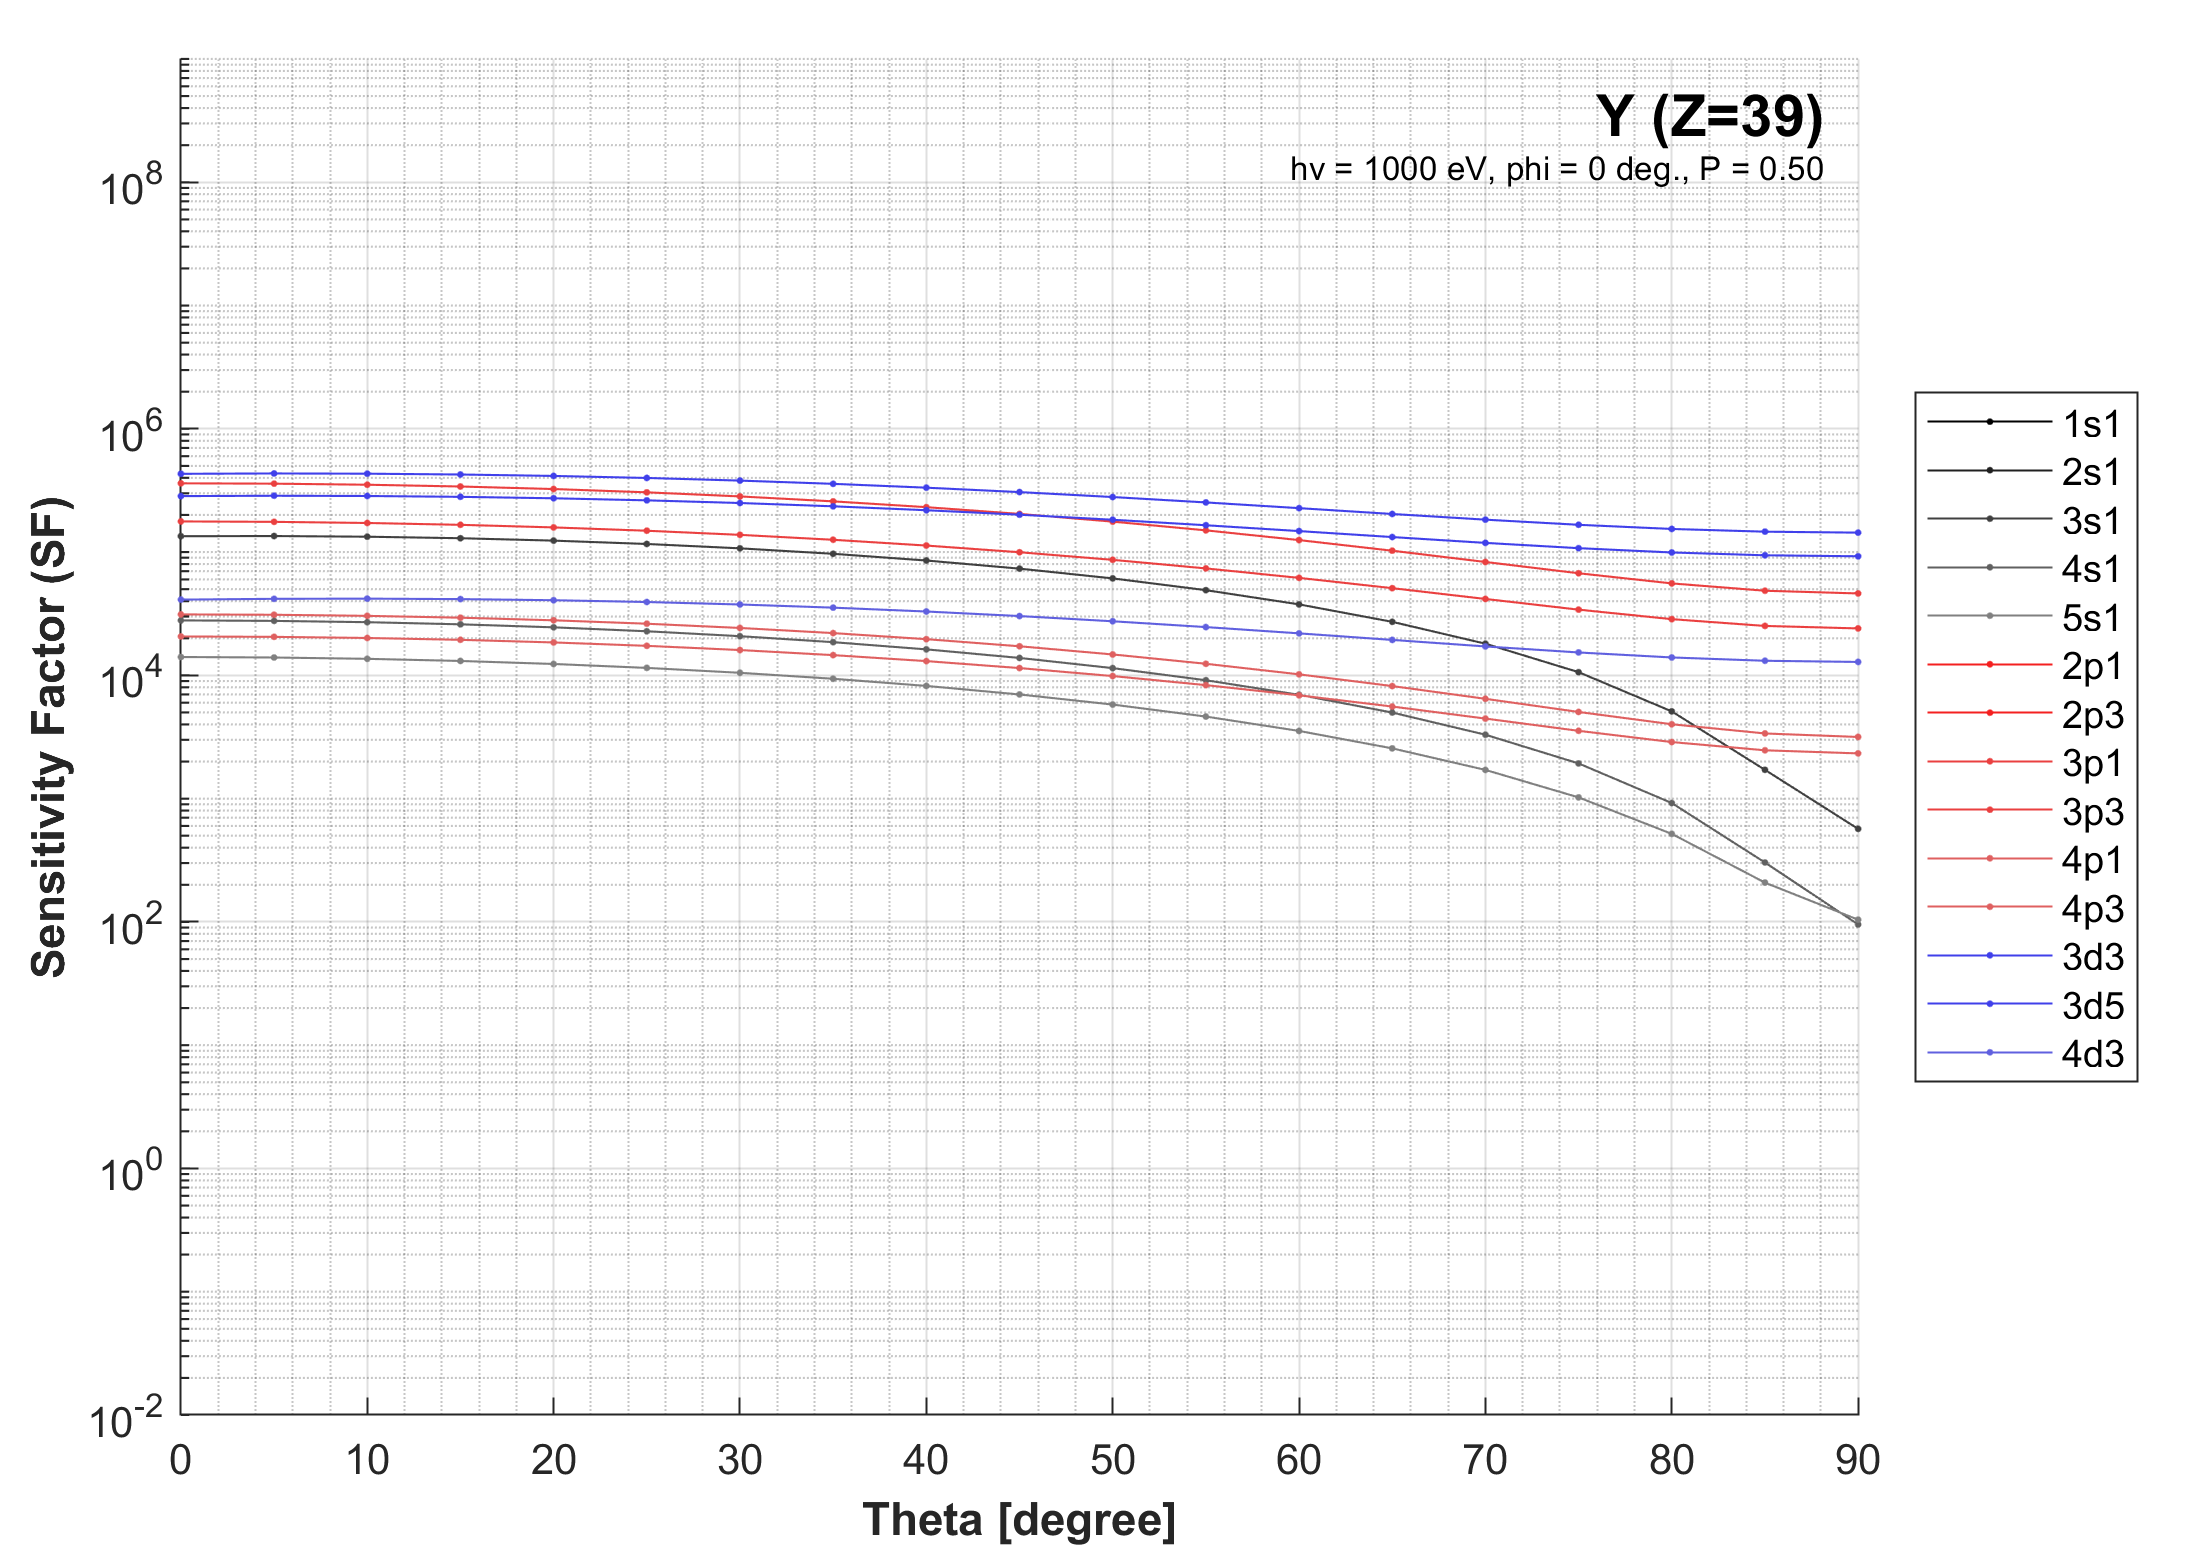 Y (Z=39)
hv = 1000 eV, phi = 0 deg., P = 0.50
10^8
10^6
10^4
10^2
10^0
10^-2
Sensitivity Factor (SF)
0 10 20 30 40 50 60 70 80 90
Theta [degree]
1s1
2s1
3s1
4s1
5s1
2p1
2p3
3p1
3p3
4p1
4p3
3d3
3d5
4d3